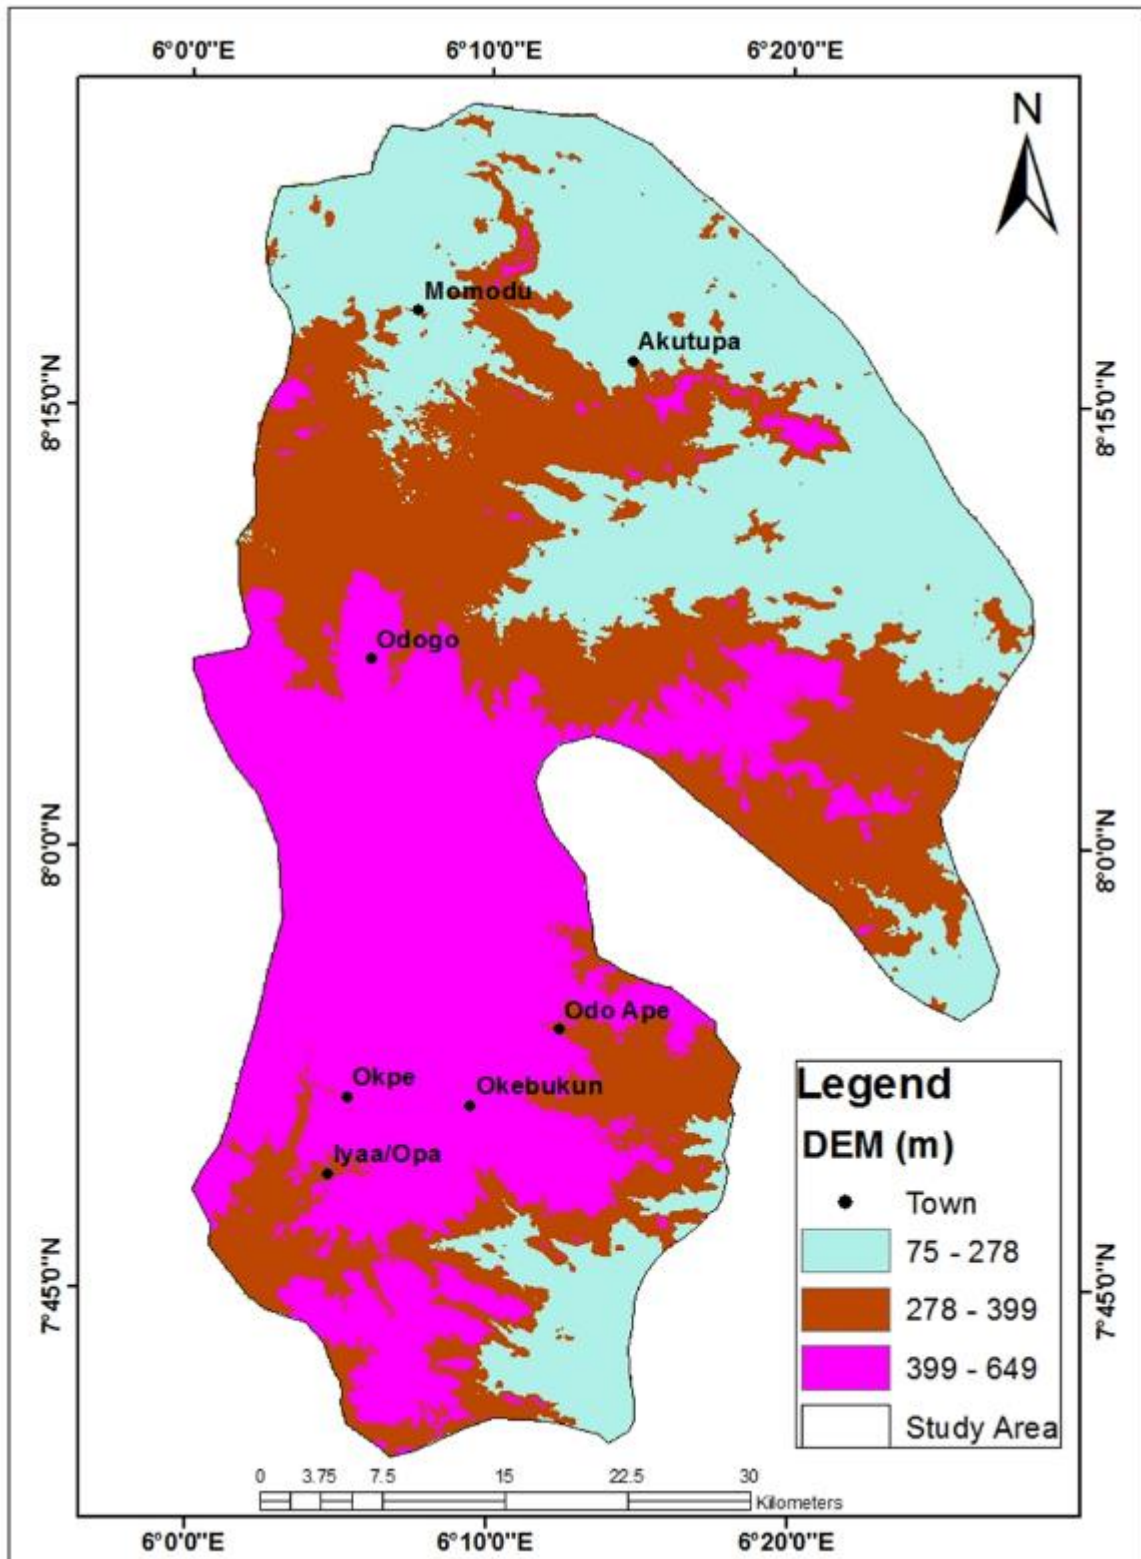 6°0'0"E 6°10'0"E 6°20'0"E
N
Momodu
Akutupa
8°15'0"N 8°15'0"N
Odogo
8°0'0"N 8°0'0"N
Odo Ape
Okpe
Okebukun
Iyaa/Opa
7°45'0"N 7°45'0"N
Legend
DEM (m)
Town
75 - 278
278 - 399
399 - 649
Study Area
0 3.75 7.5 15 22.5 30
Kilometers
6°0'0"E 6°10'0"E 6°20'0"E